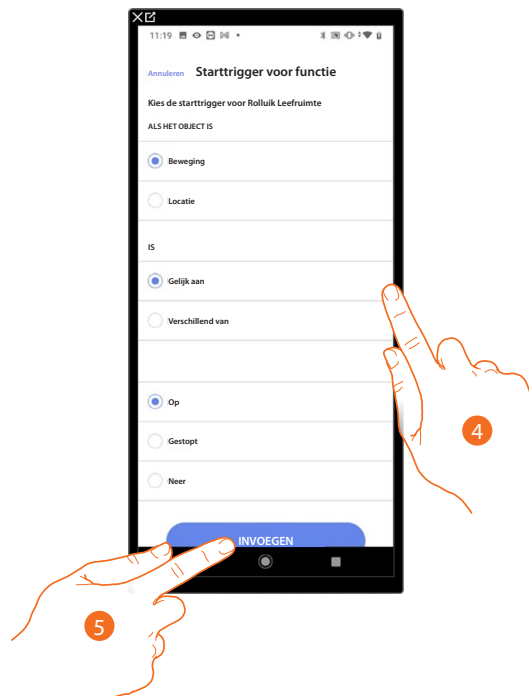 11:19
Annuleren Starttrigger voor functie
Kies de starttrigger voor Rolluik Leefruimte
ALS HET OBJECT IS
Beweging
Locatie
IS
Gelijk aan
Verschillend van
Op
Gestopt
Neer
INVOEGEN
4
5